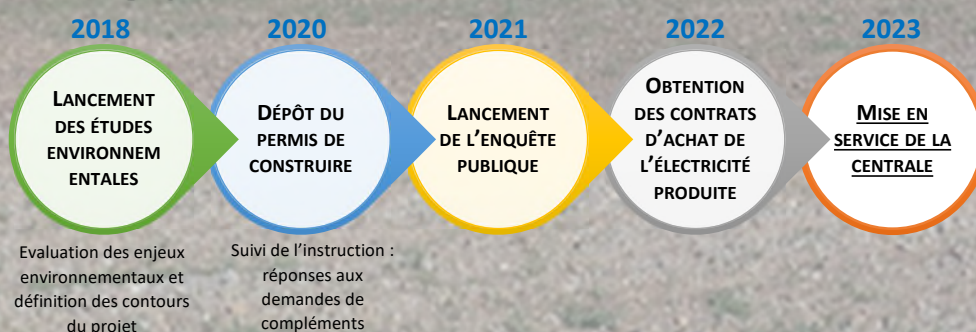 2018
2020
2021
2022
2023
LANCEMENT
DES ÉTUDES
ENVIRONNEM
ENTALES
DÉPÔT DU
PERMIS DE
CONSTRUIRE
LANCEMENT
DE L'ENQUÊTE
PUBLIQUE
OBTENTION
DES CONTRATS
D'ACHAT DE
L'ÉLECTRICITÉ
PRODUITE
MISE EN
SERVICE DE LA
CENTRALE
Evaluation des enjeux
environnementaux et
définition des contours
du projet
Suivi de l'instruction :
réponses aux
demandes de
compléments